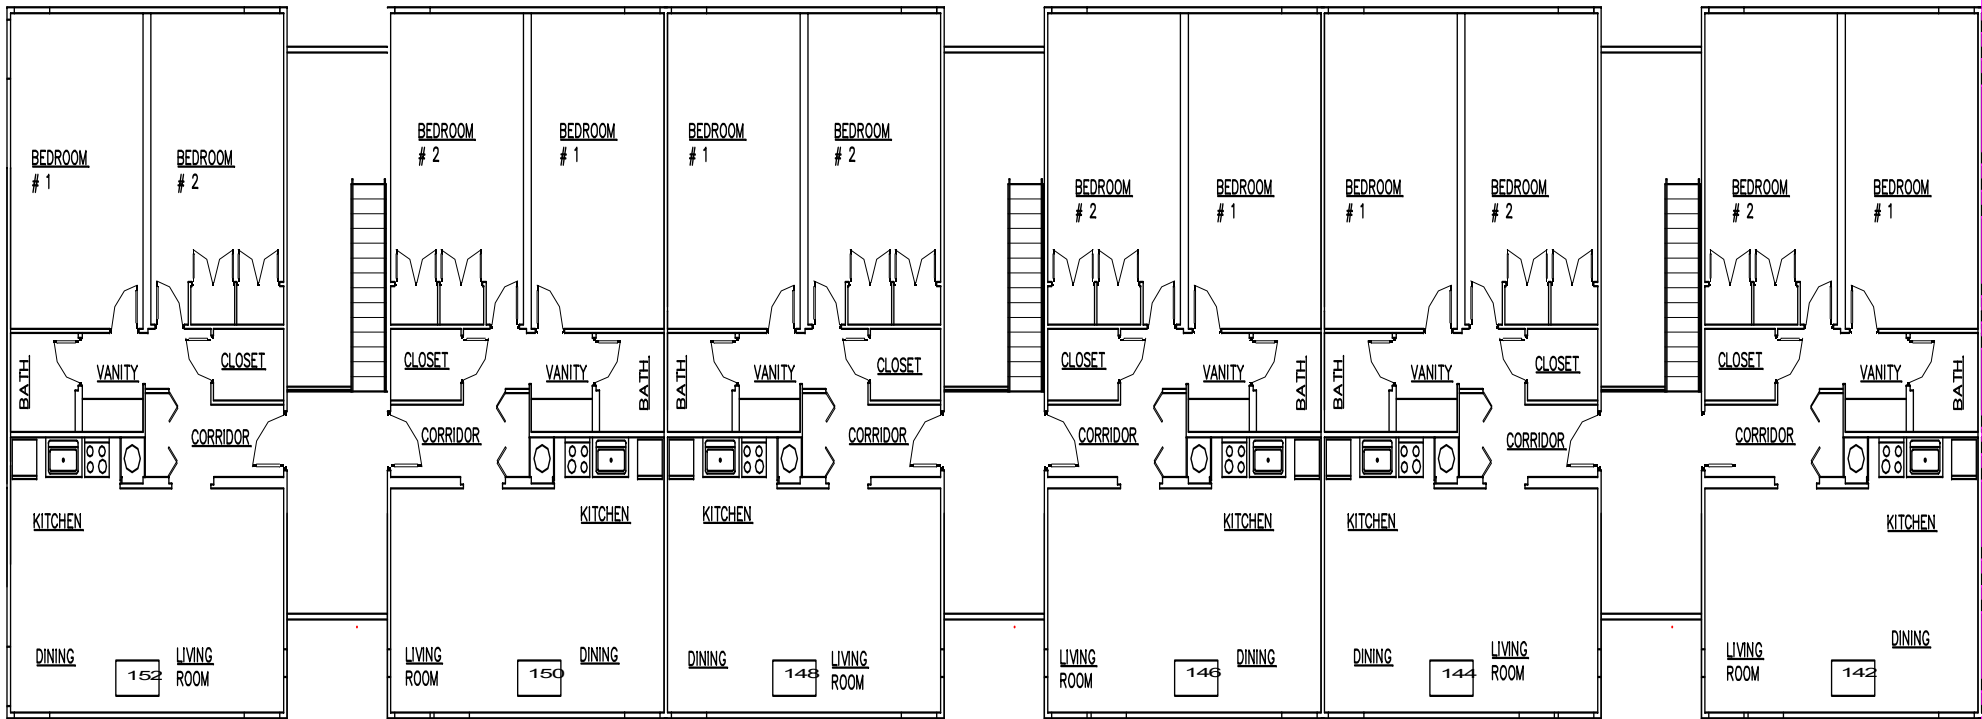 BEDROOM
# 1
BEDROOM
# 2
CLOSET
VANITY
BATH
CORRIDOR
KITCHEN
DINING
LIVING
ROOM
152
BEDROOM
# 2
BEDROOM
# 1
CLOSET
VANITY
BATH
CORRIDOR
KITCHEN
LIVING
ROOM
DINING
150
BEDROOM
# 1
BEDROOM
# 2
BATH
VANITY
CLOSET
CORRIDOR
KITCHEN
DINING
LIVING
ROOM
148
BEDROOM
# 2
BEDROOM
# 1
CLOSET
VANITY
BATH
CORRIDOR
KITCHEN
LIVING
ROOM
DINING
146
BEDROOM
# 1
BEDROOM
# 2
BATH
VANITY
CLOSET
CORRIDOR
KITCHEN
DINING
LIVING
ROOM
144
BEDROOM
# 2
BEDROOM
# 1
CLOSET
VANITY
BATH
CORRIDOR
KITCHEN
LIVING
ROOM
DINING
142